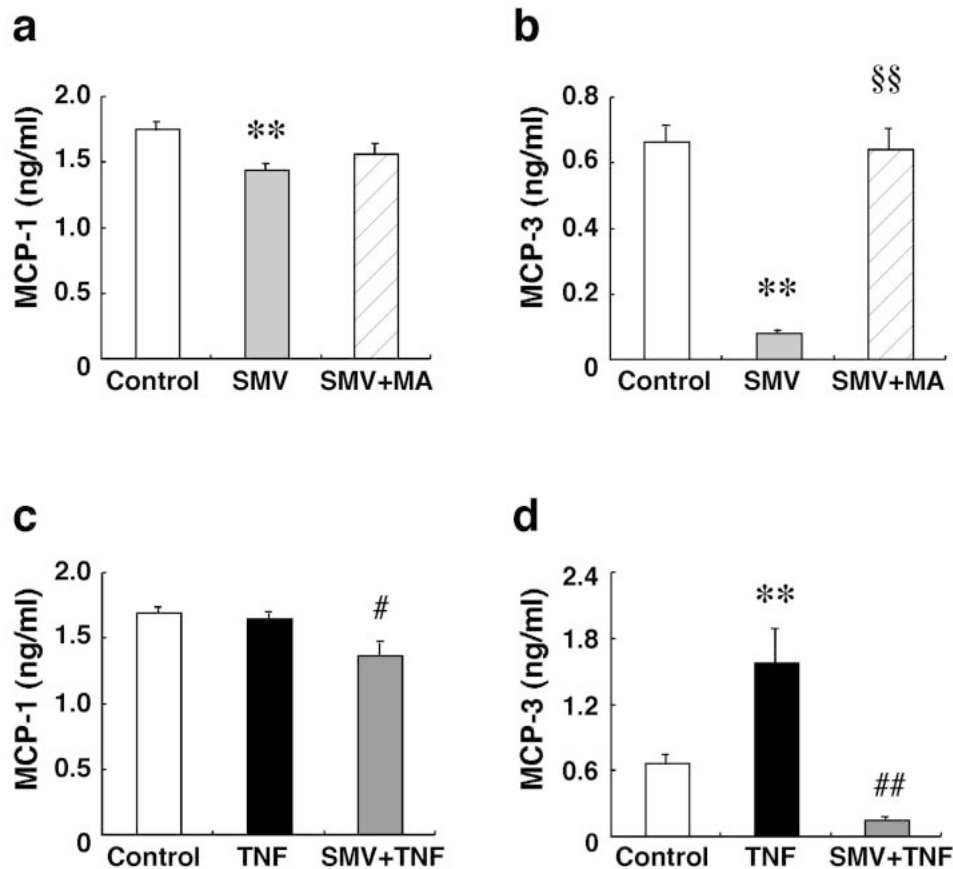 a
MCP-1 (ng/ml)
2.0
1.5
1.0
0.5
0
**
Control SMV SMV+MA
b
MCP-3 (ng/ml)
0.8
0.6
0.4
0.2
0
**
§§
Control SMV SMV+MA
c
MCP-1 (ng/ml)
2.0
1.5
1.0
0.5
0
#
Control TNF SMV+TNF
d
MCP-3 (ng/ml)
2.4
1.8
1.2
0.6
0
**
##
Control TNF SMV+TNF